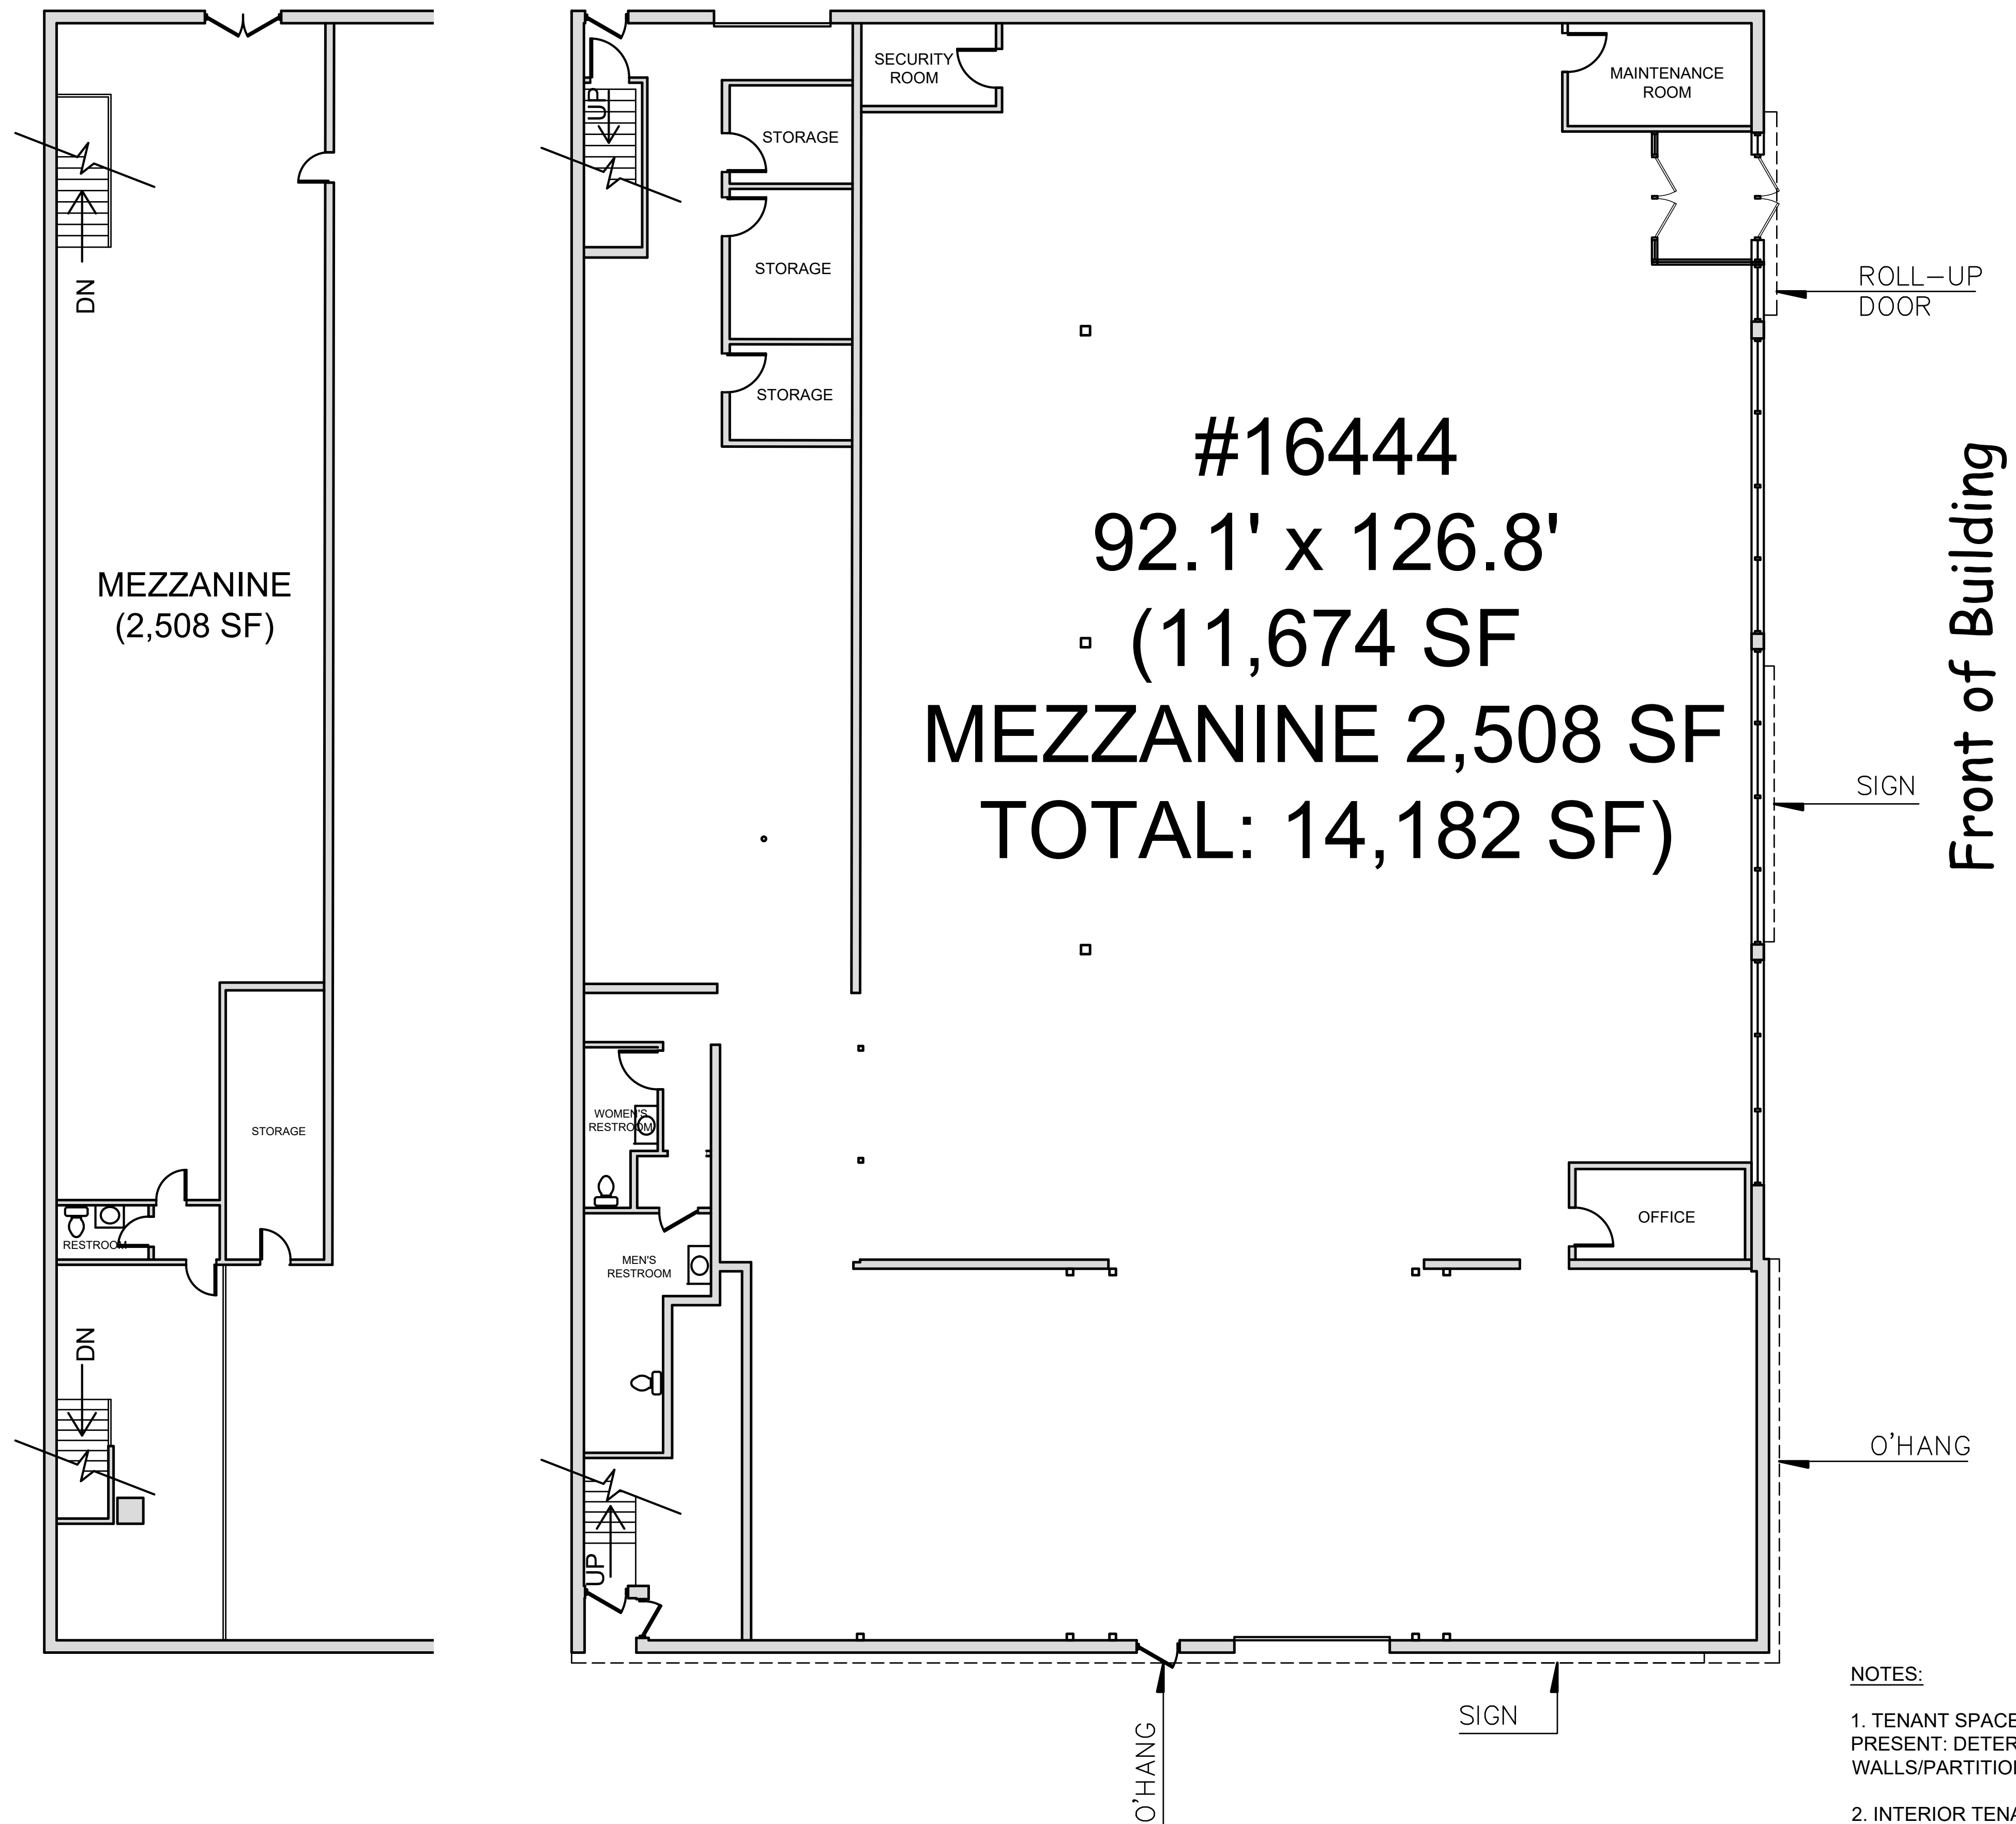 SECURITY
ROOM
MAINTENANCE
ROOM
UP
STORAGE
STORAGE
STORAGE
DN
ROLL-UP
DOOR
#16444
92.1' x 126.8'
(11,674 SF
MEZZANINE 2,508 SF
TOTAL: 14,182 SF)
Front of Building
MEZZANINE
(2,508 SF)
SIGN
STORAGE
WOMEN'S
RESTROOM
RESTROOM
OFFICE
MEN'S
RESTROOM
DN
O'HANG
UP
SIGN
O'HANG
NOTES:
1. TENANT SPACE
PRESENT: DETER
WALLS/PARTITION
2. INTERIOR TENA